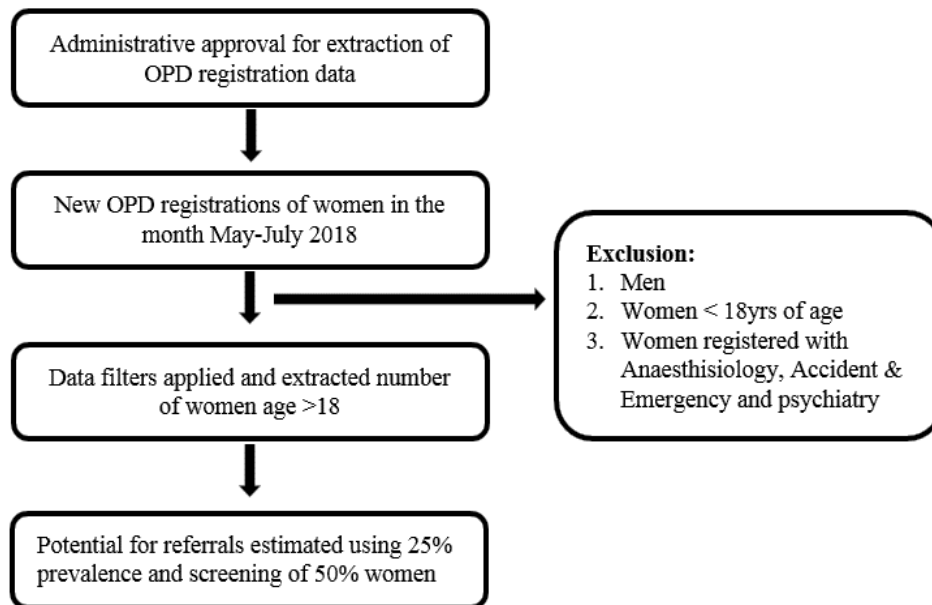 Administrative approval for extraction of
OPD registration data
New OPD registrations of women in the
month May-July 2018
Exclusion:
1. Men
2. Women < 18yrs of age
3. Women registered with
Anaesthisiology, Accident &
Emergency and psychiatry
Data filters applied and extracted number
of women age >18
Potential for referrals estimated using 25%
prevalence and screening of 50% women